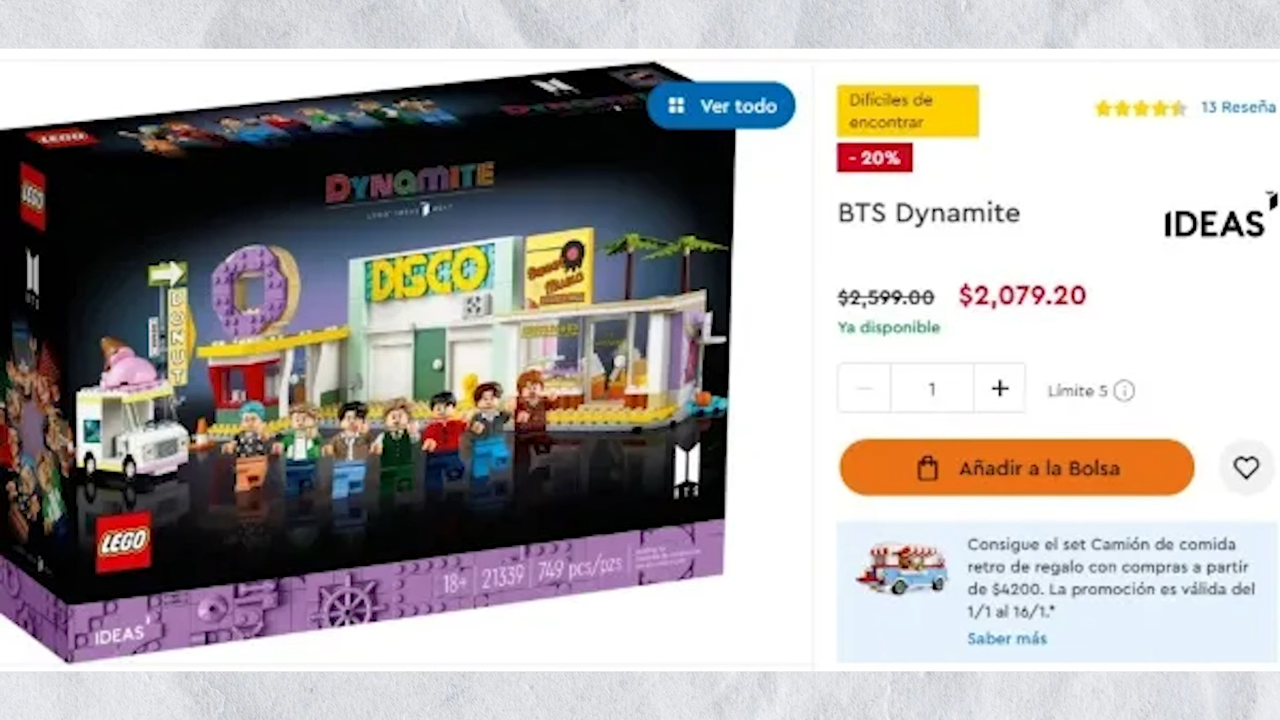 LEGO
LEGO
BTS
DYNAMITE
DONUT
DISCO
LEGO
BTS
18+ 21339 749 pcs/pzs
IDEAS
Ver todo
Difíciles de
encontrar
13 Reseña
- 20%
BTS Dynamite
IDEAS
$2,599.00 $2,079.20
Ya disponible
1
Límite 5
Añadir a la Bolsa
Consigue el set Camión de comida
retro de regalo con compras a partir
de $4200. La promoción es válida del
1/1 al 16/1.*
Saber más